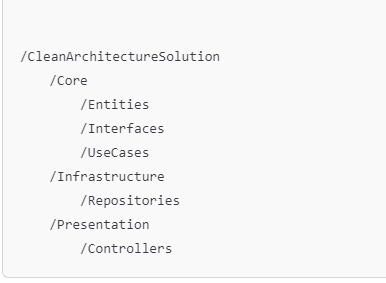 /CleanArchitectureSolution
/Core
/Entities
/Interfaces
/UseCases
/Infrastructure
/Repositories
/Presentation
/Controllers